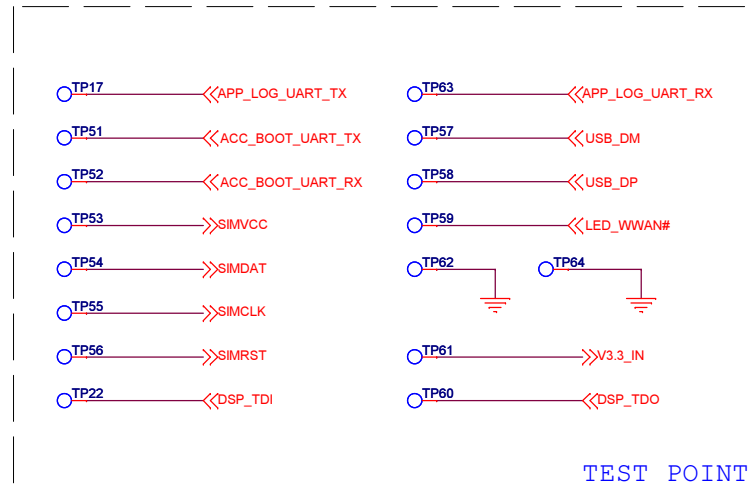 TP17 APP_LOG_UART_TX TP63 APP_LOG_UART_RX
TP51 ACC_BOOT_UART_TX TP57 USB_DM
TP52 ACC_BOOT_UART_RX TP58 USB_DP
TP53 SIMVCC TP59 LED_WWAN#
TP54 SIMDAT TP62 TP64
TP55 SIMCLK
TP56 SIMRST TP61 V3.3_IN
TP22 DSP_TDI TP60 DSP_TDO
TEST POINT